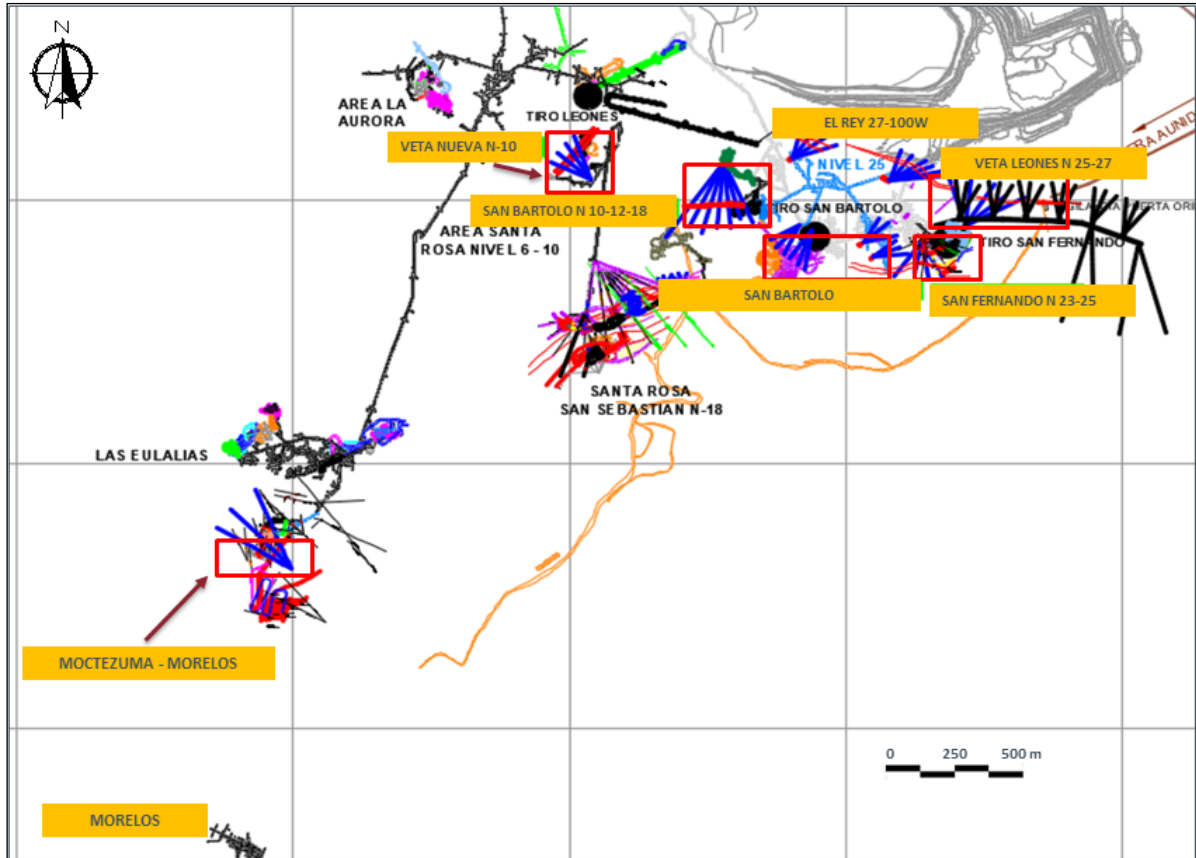 N
AREA LA
AURORA
TIRO LEONES
VETA NUEVA N-10
EL REY 27-100W
NIVEL 25
VETA LEONES N 25-27
SAN BARTOLO N 10-12-18
TIRO SAN BARTOLO
AREA SANTA
ROSA NIVEL 6 - 10
TIRO SAN FERNANDO
SAN BARTOLO
SAN FERNANDO N 23-25
SANTA ROSA
SAN SEBASTIAN N-18
LAS EULALIAS
MOCTEZUMA - MORELOS
0 250 500 m
MORELOS